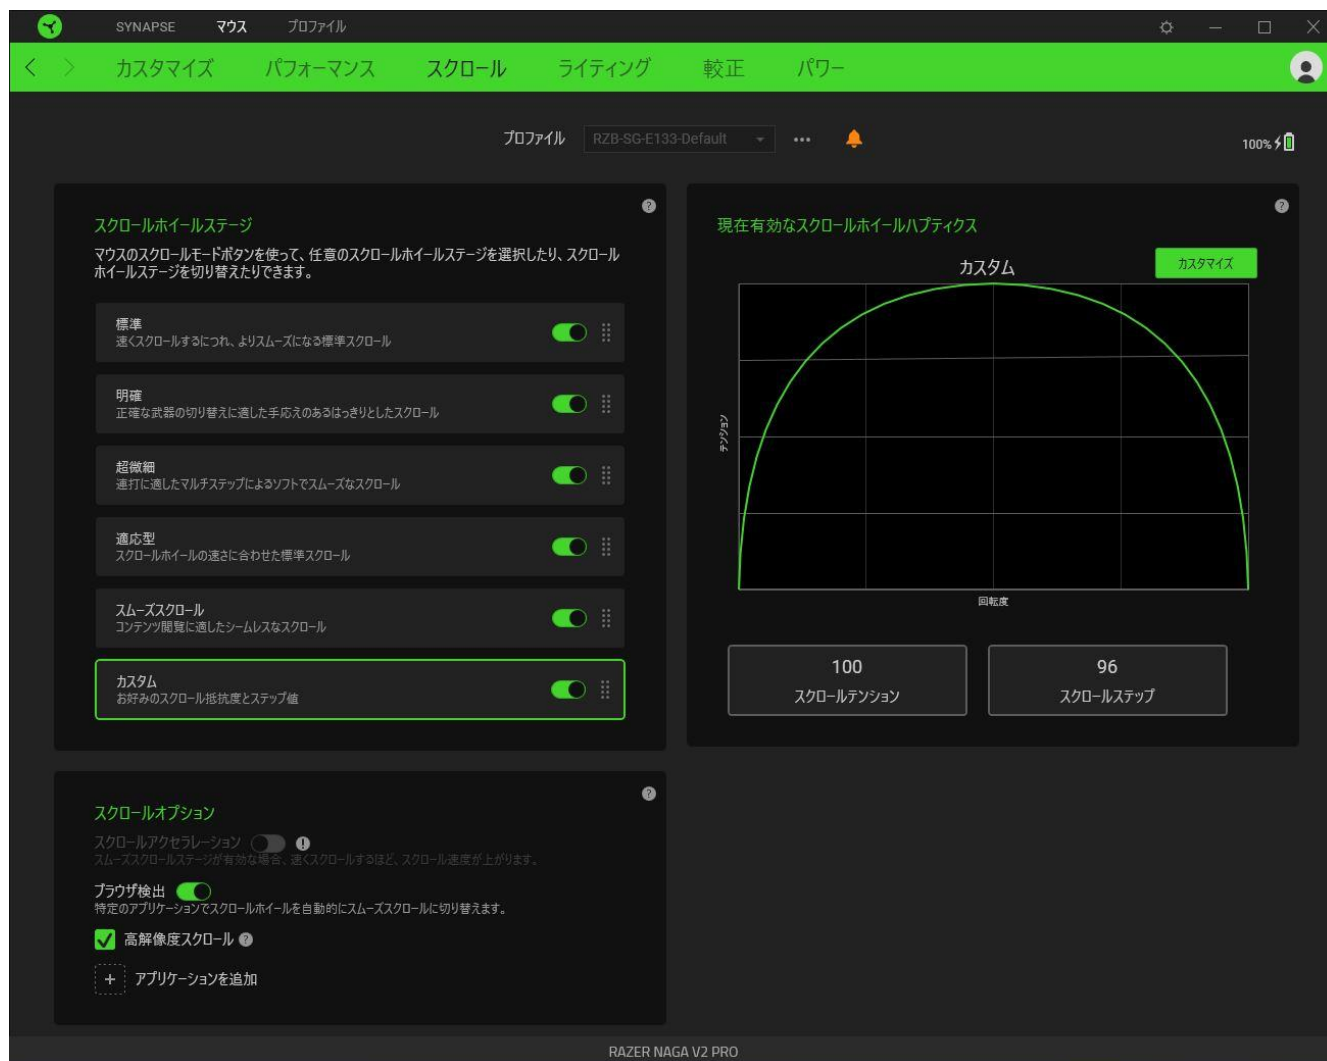 SYNAPSE マウス プロファイル
カスタマイズ パフォーマンス スクロール ライティング 較正 パワー
プロファイル RZB-SG-E133-Default
100%
スクロールホイールステージ
マウスのスクロールモードボタンを使って、任意のスクロールホイールステージを選択したり、スクロール
ホイールステージを切り替えたりできます。
標準
速くスクロールするにつれ、よりスムーズになる標準スクロール
明確
正確な武器の切り替えに適した手応えのあるはっきりとしたスクロール
超微細
連打に適したマルチステップによるソフトでスムーズなスクロール
適応型
スクロールホイールの速さに合わせた標準スクロール
スムーズスクロール
コンテンツ閲覧に適したシームレスなスクロール
カスタム
お好みのスクロール抵抗度とステップ値
現在有効なスクロールホイールハプティクス
カスタム
カスタマイズ
テンション
回転度
100
スクロールテンション
96
スクロールステップ
スクロールオプション
スクロールアクセラレーション
スムーズスクロールステージが有効な場合、速くスクロールするほど、スクロール速度が上がります。
ブラウザ検出
特定のアプリケーションでスクロールホイールを自動的にスムーズスクロールに切り替えます。
高解像度スクロール
アプリケーションを追加
RAZER NAGA V2 PRO